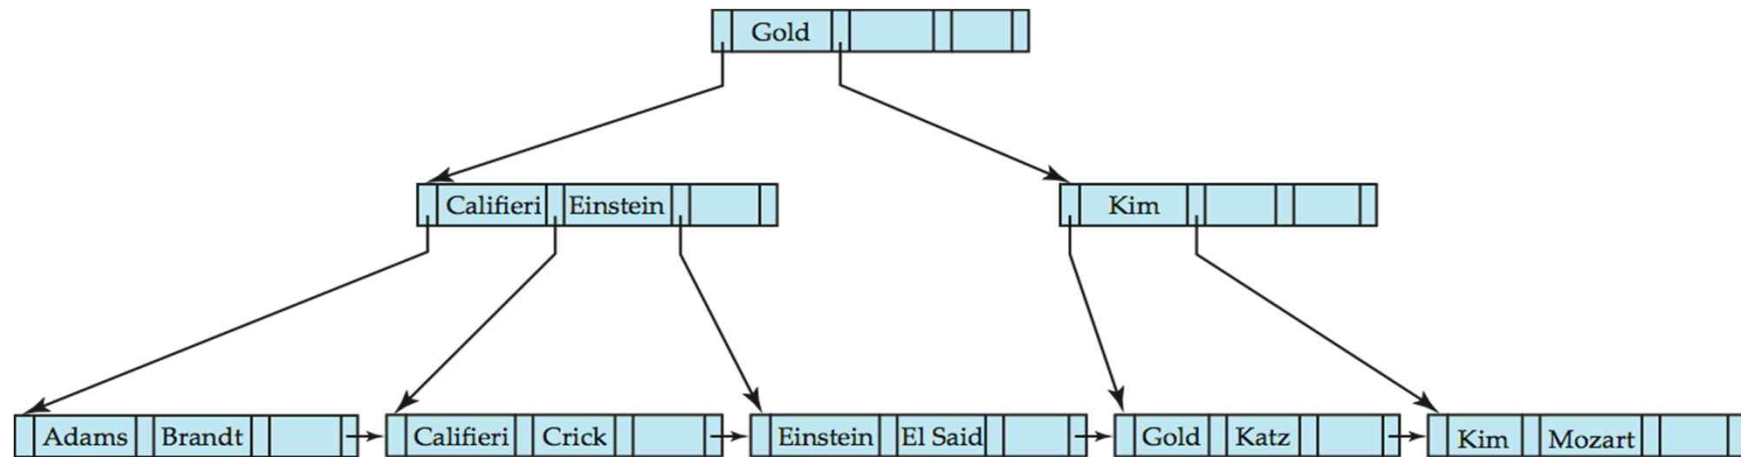 Gold
Califieri Einstein
Kim
Adams Brandt
Califieri Crick
Einstein El Said
Gold Katz
Kim Mozart